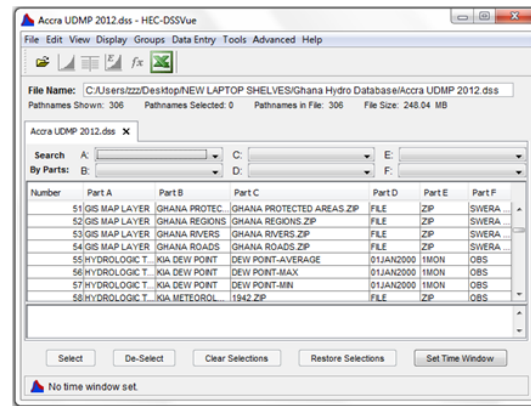 Accra UDMP 2012.dss - HEC-DSSVue
File Edit View Display Groups Data Entry Tools Advanced Help
fx
File Name: C:/Users/zzz/Desktop/NEW LAPTOP SHELVES/Ghana Hydro Database/Accra UDMP 2012.dss
Pathnames Shown: 306 Pathnames Selected: 0 Pathnames in File: 306 File Size: 248.04 MB
Accra UDMP 2012.dss X
Search A: C: E:
By Parts: B: D: F:
Number Part A Part B Part C Part D Part E Part F
51 GIS MAP LAYER GHANA PROTEC... GHANA PROTECTED AREAS.ZIP FILE ZIP SWERA ...
52 GIS MAP LAYER GHANA REGIONS GHANA REGIONS.ZIP FILE ZIP SWERA ...
53 GIS MAP LAYER GHANA RIVERS GHANA RIVERS.ZIP FILE ZIP SWERA ...
54 GIS MAP LAYER GHANA ROADS GHANA ROADS.ZIP FILE ZIP SWERA ...
55 HYDROLOGIC T... KIA DEW POINT DEW POINT-AVERAGE 01JAN2000 1MON OBS
56 HYDROLOGIC T... KIA DEW POINT DEW POINT-MAX 01JAN2000 1MON OBS
57 HYDROLOGIC T... KIA DEW POINT DEW POINT-MIN 01JAN2000 1MON OBS
58 HYDROLOGIC T... KIA METEOROL... 1942.ZIP FILE ZIP SWERA ...
Select De-Select Clear Selections Restore Selections Set Time Window
No time window set.